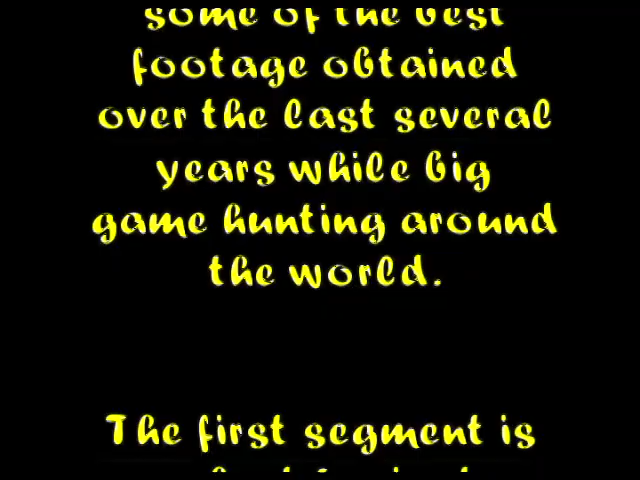 some of the best
footage obtained
over the last several
years while big
game hunting around
the world.
The first segment is